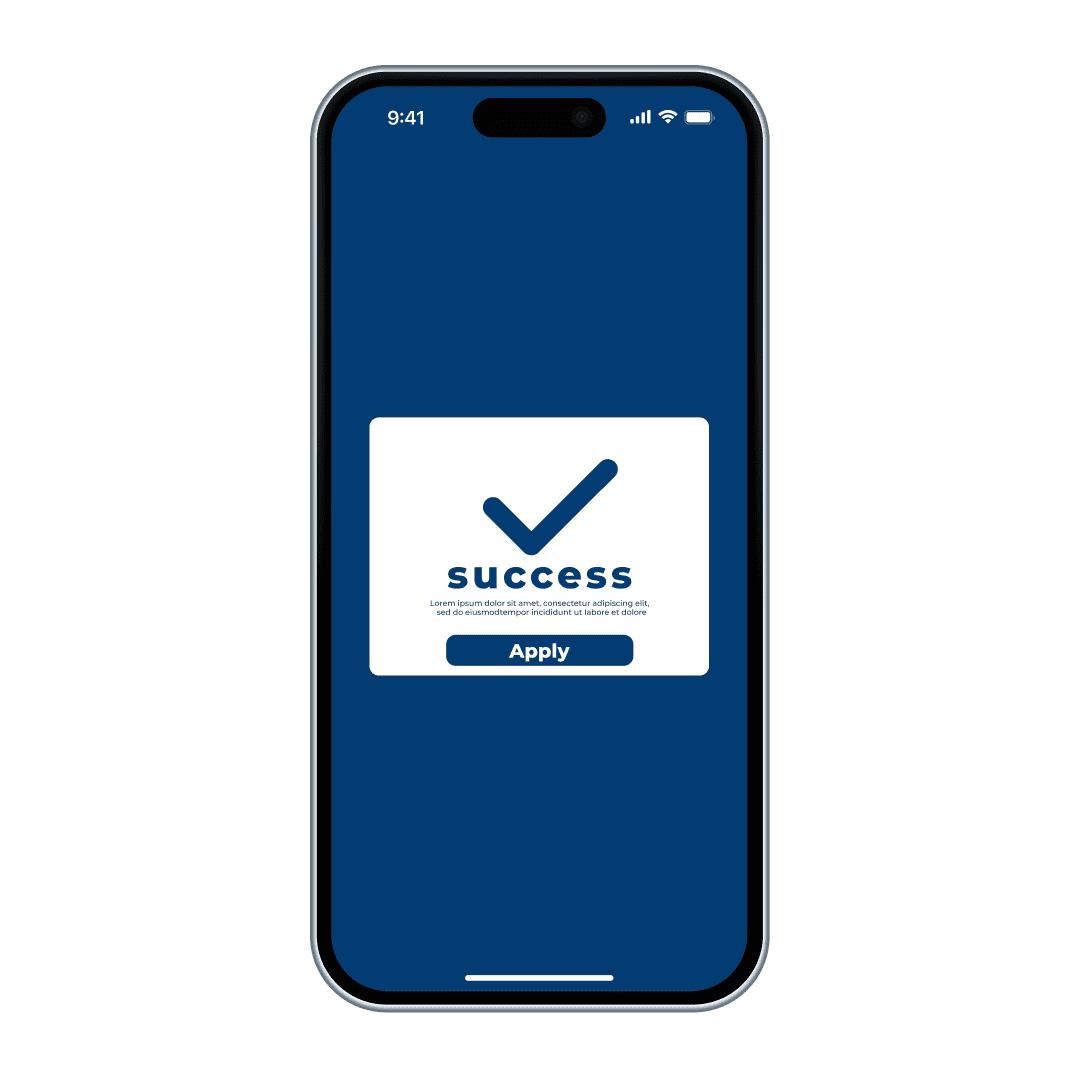 9:41
success
Lorem ipsum dolor sit amet, consectetur adipiscing elit,
sed do eiusmodtempor incididunt ut labore et dolore
Apply